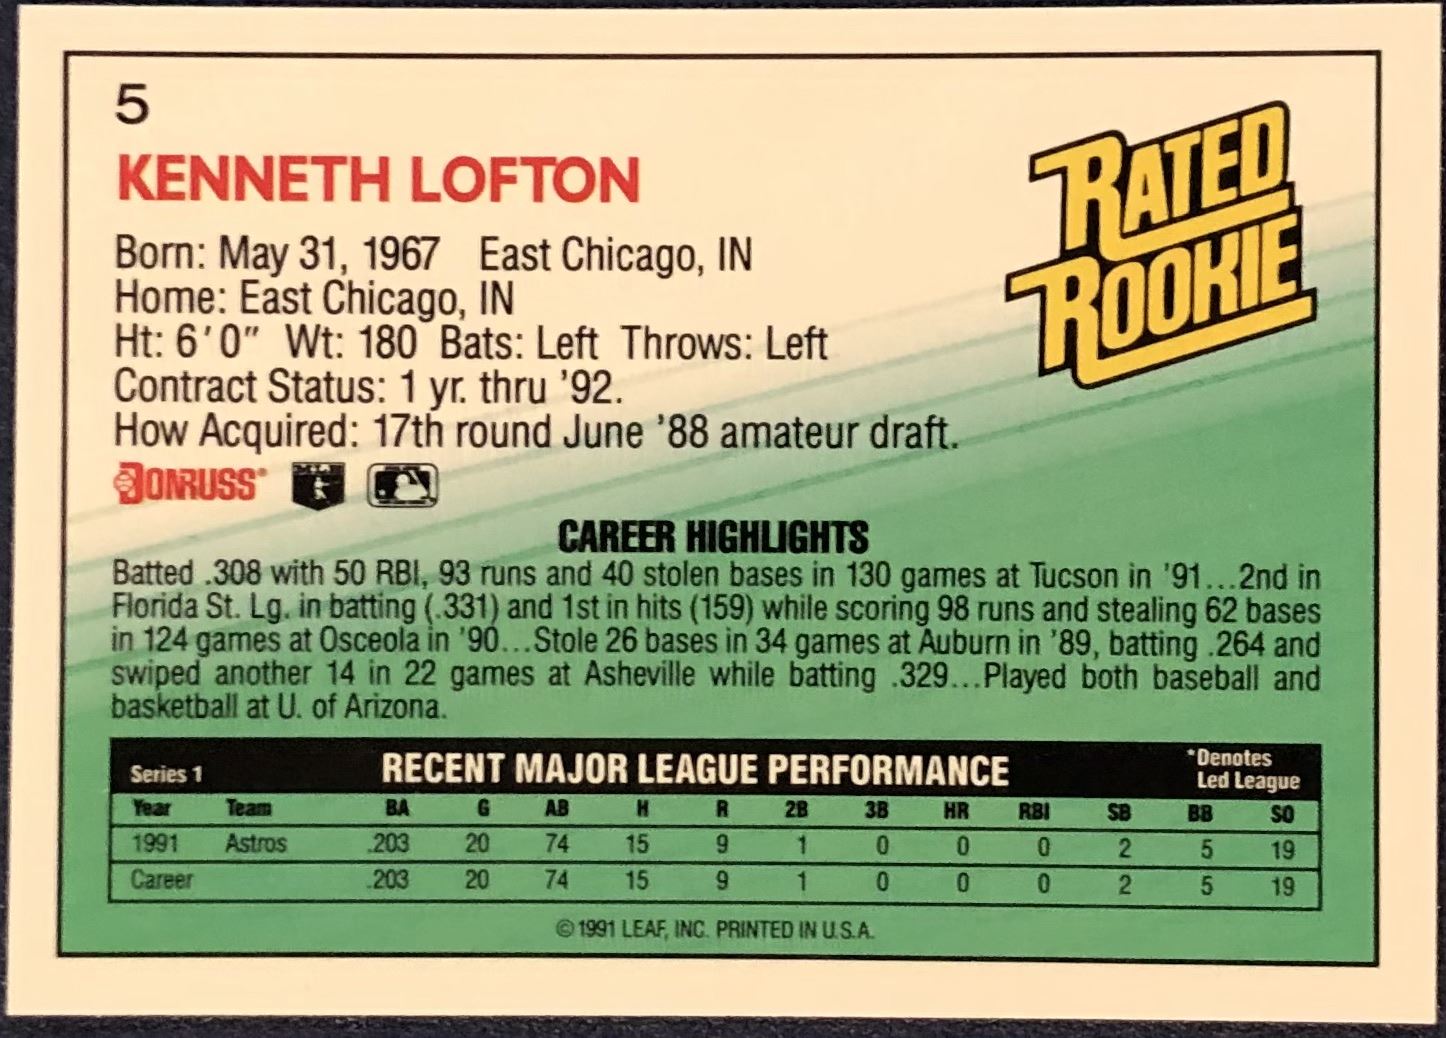 5
KENNETH LOFTON
RATED
ROOKIE
Born: May 31, 1967 East Chicago, IN
Home: East Chicago, IN
Ht: 6'0" Wt: 180 Bats: Left Throws: Left
Contract Status: 1 yr. thru '92.
How Acquired: 17th round June '88 amateur draft.
DONRUSS®
CAREER HIGHLIGHTS
Batted .308 with 50 RBI, 93 runs and 40 stolen bases in 130 games at Tucson in '91...2nd in
Florida St. Lg. in batting (.331) and 1st in hits (159) while scoring 98 runs and stealing 62 bases
in 124 games at Osceola in '90...Stole 26 bases in 34 games at Auburn in '89, batting .264 and
swiped another 14 in 22 games at Asheville while batting .329...Played both baseball and
basketball at U. of Arizona.
Series 1 RECENT MAJOR LEAGUE PERFORMANCE *Denotes
Led League
Year Team BA G AB H R 2B 3B HR RBI SB BB SO
1991 Astros .203 20 74 15 9 1 0 0 0 2 5 19
Career .203 20 74 15 9 1 0 0 0 2 5 19
©1991 LEAF, INC. PRINTED IN U.S.A.